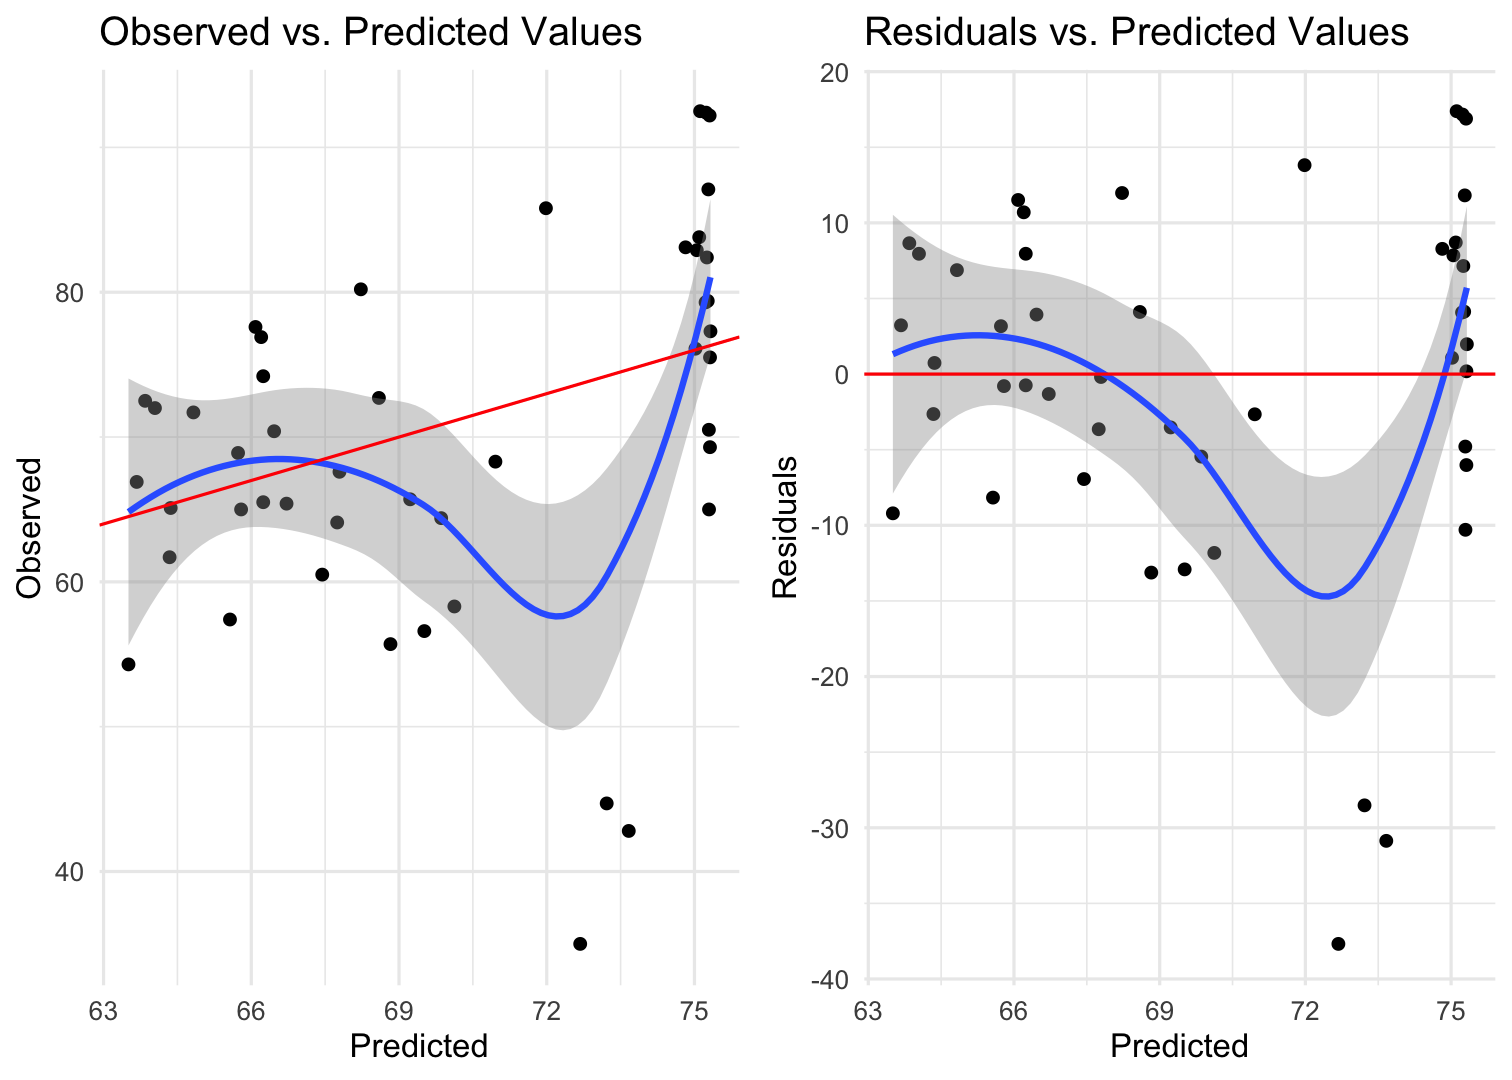 Observed vs. Predicted Values
Observed
80
60
40
63 66 69 72 75
Predicted
Residuals vs. Predicted Values
Residuals
20
10
0
-10
-20
-30
-40
63 66 69 72 75
Predicted